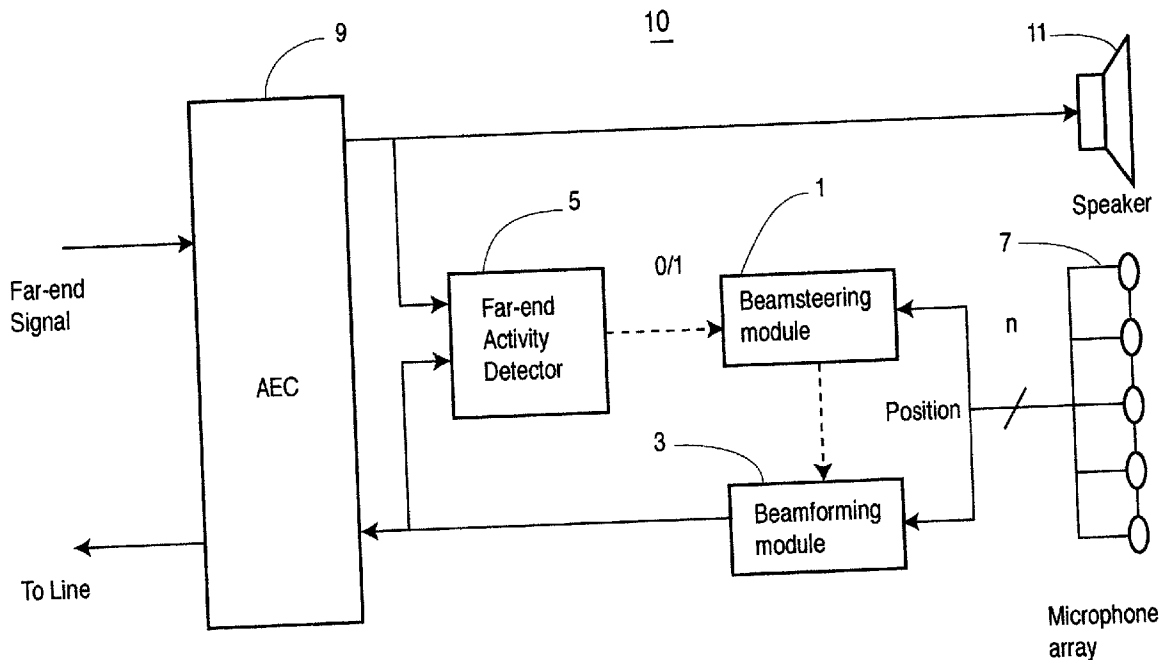 9
10
11
Speaker
5
1
7
0/1
Far-end
Signal
Far-end
Activity
Detector
Beamsteering
module
n
AEC
Position
3
Beamforming
module
To Line
Microphone
array